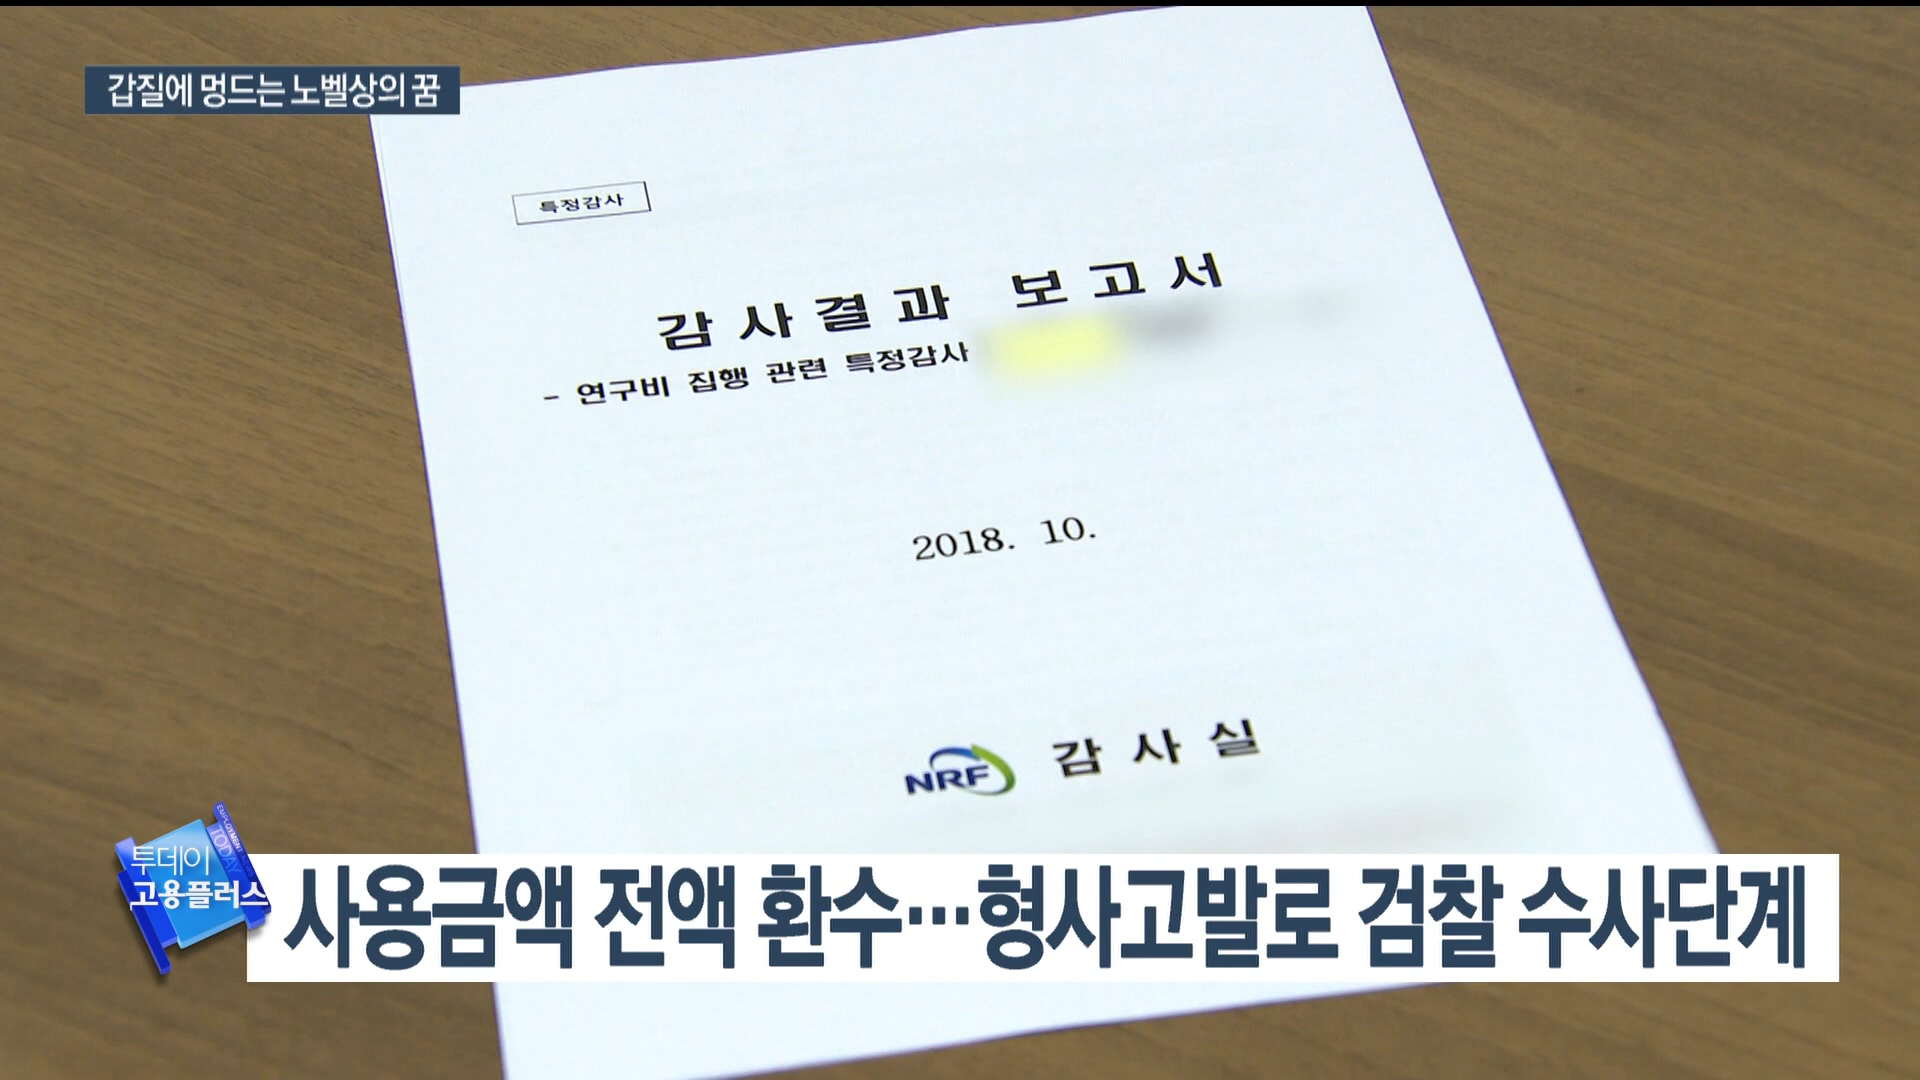 갑질에 멍드는 노벨상의 꿈
특정감사
감사결과 보고서
- 연구비 집행 관련 특정감사
2018. 10.
NRF 감사실
EMPLOYMENT
TODAY
투데이
고용플러스
사용금액 전액 환수…형사고발로 검찰 수사단계